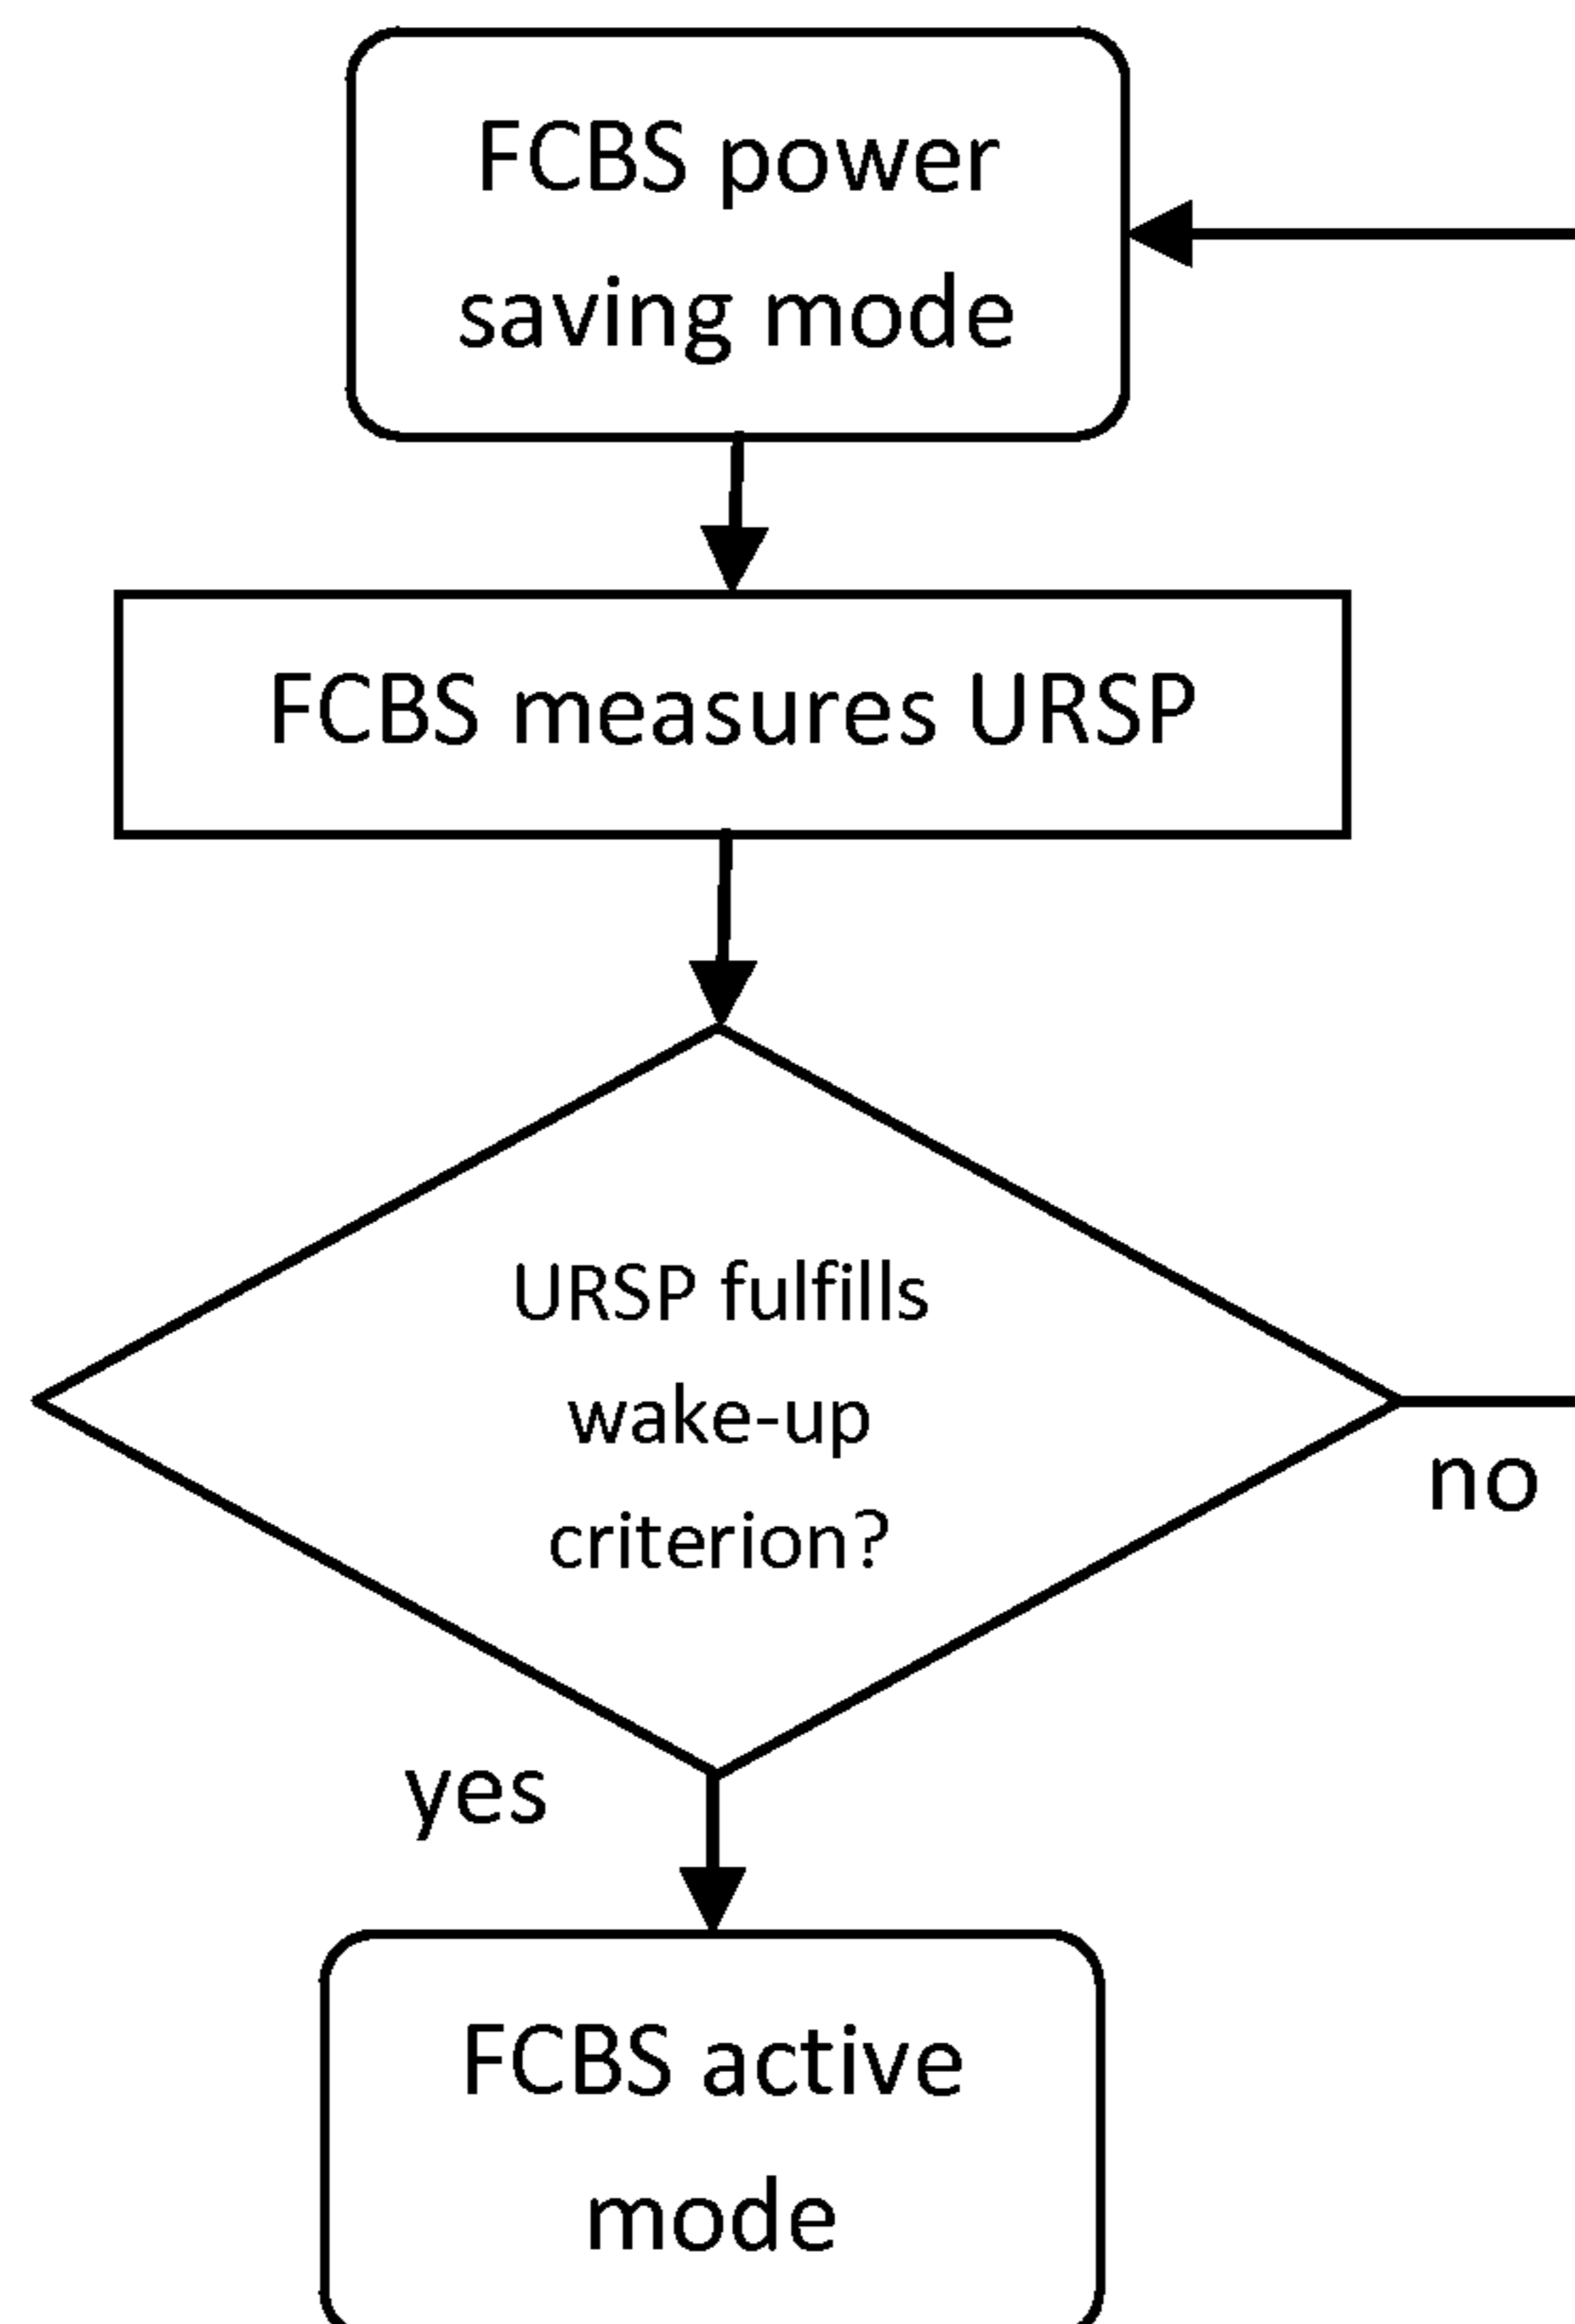 FCBS power
saving mode
FCBS measures URSP
URSP fulfills
wake-up
criterion?
no
yes
FCBS active
mode